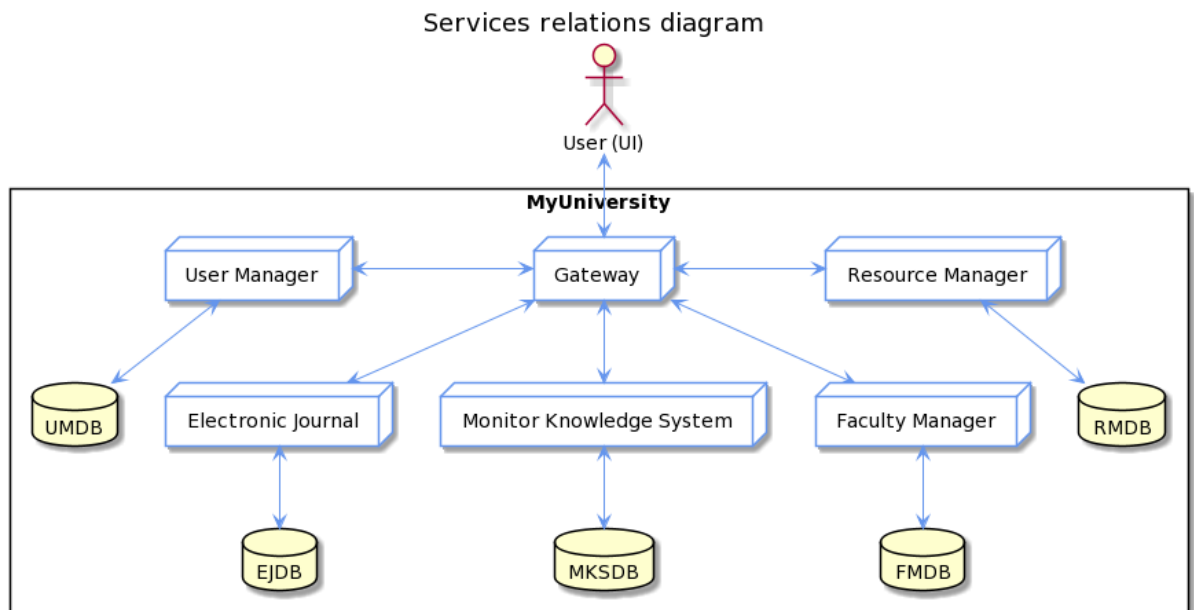 Services relations diagram
User (UI)
MyUniversity
User Manager
Gateway
Resource Manager
UMDB
Electronic Journal
Monitor Knowledge System
Faculty Manager
RMDB
EJDB
MKSDB
FMDB